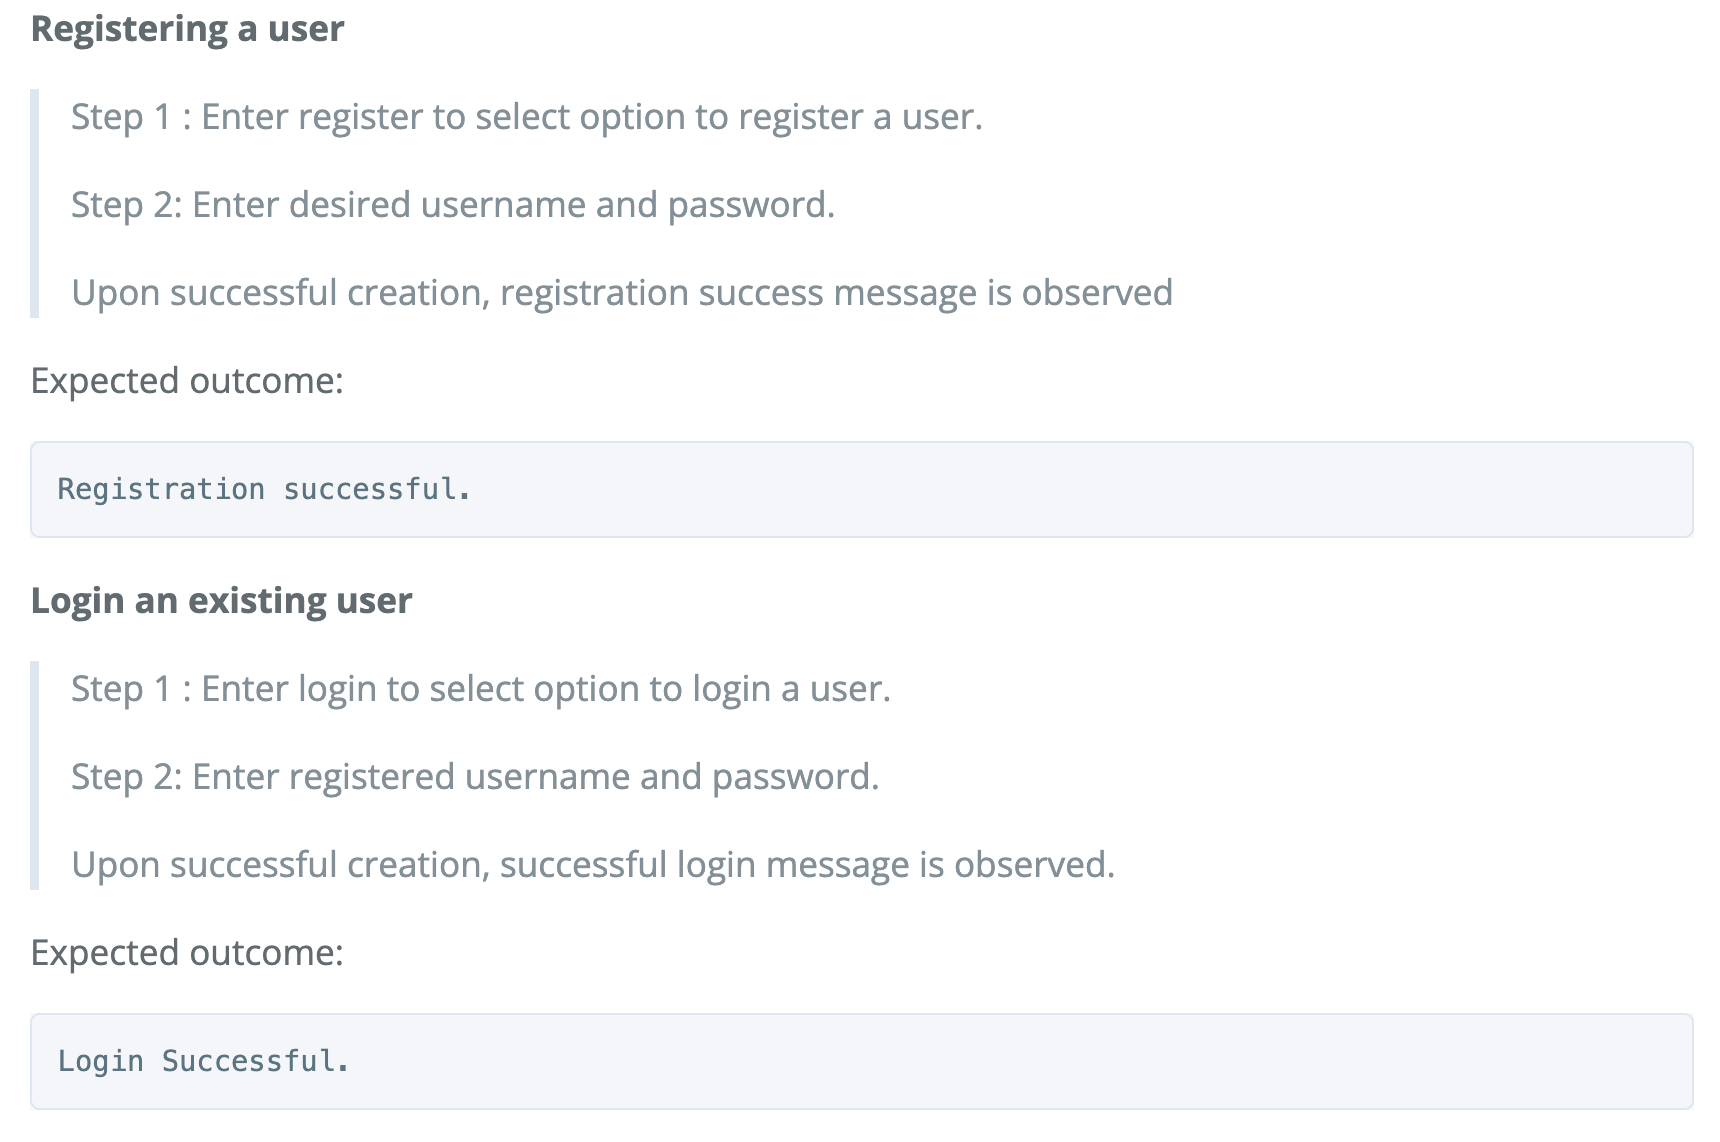 Registering a user
Step 1 : Enter register to select option to register a user.
Step 2: Enter desired username and password.
Upon successful creation, registration success message is observed
Expected outcome:
Registration successful.
Login an existing user
Step 1 : Enter login to select option to login a user.
Step 2: Enter registered username and password.
Upon successful creation, successful login message is observed.
Expected outcome:
Login Successful.